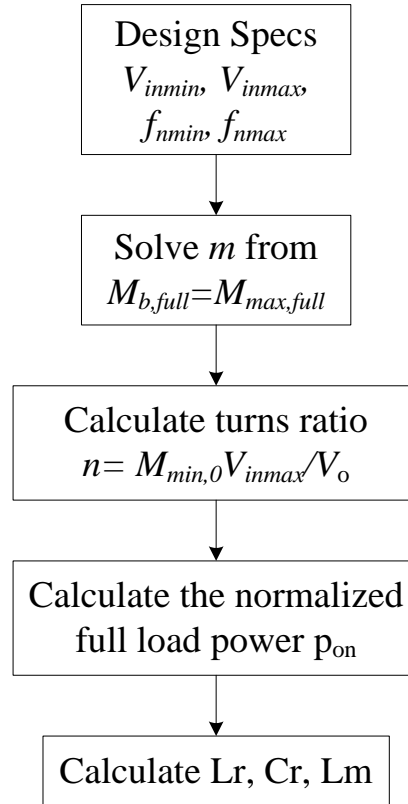 Design Specs
Vinmin, Vinmax,
fnmin, fnmax
Solve m from
Mb,full=Mmax,full
Calculate turns ratio
n= Mmin,0Vinmax/Vo
Calculate the normalized
full load power pon
Calculate Lr, Cr, Lm